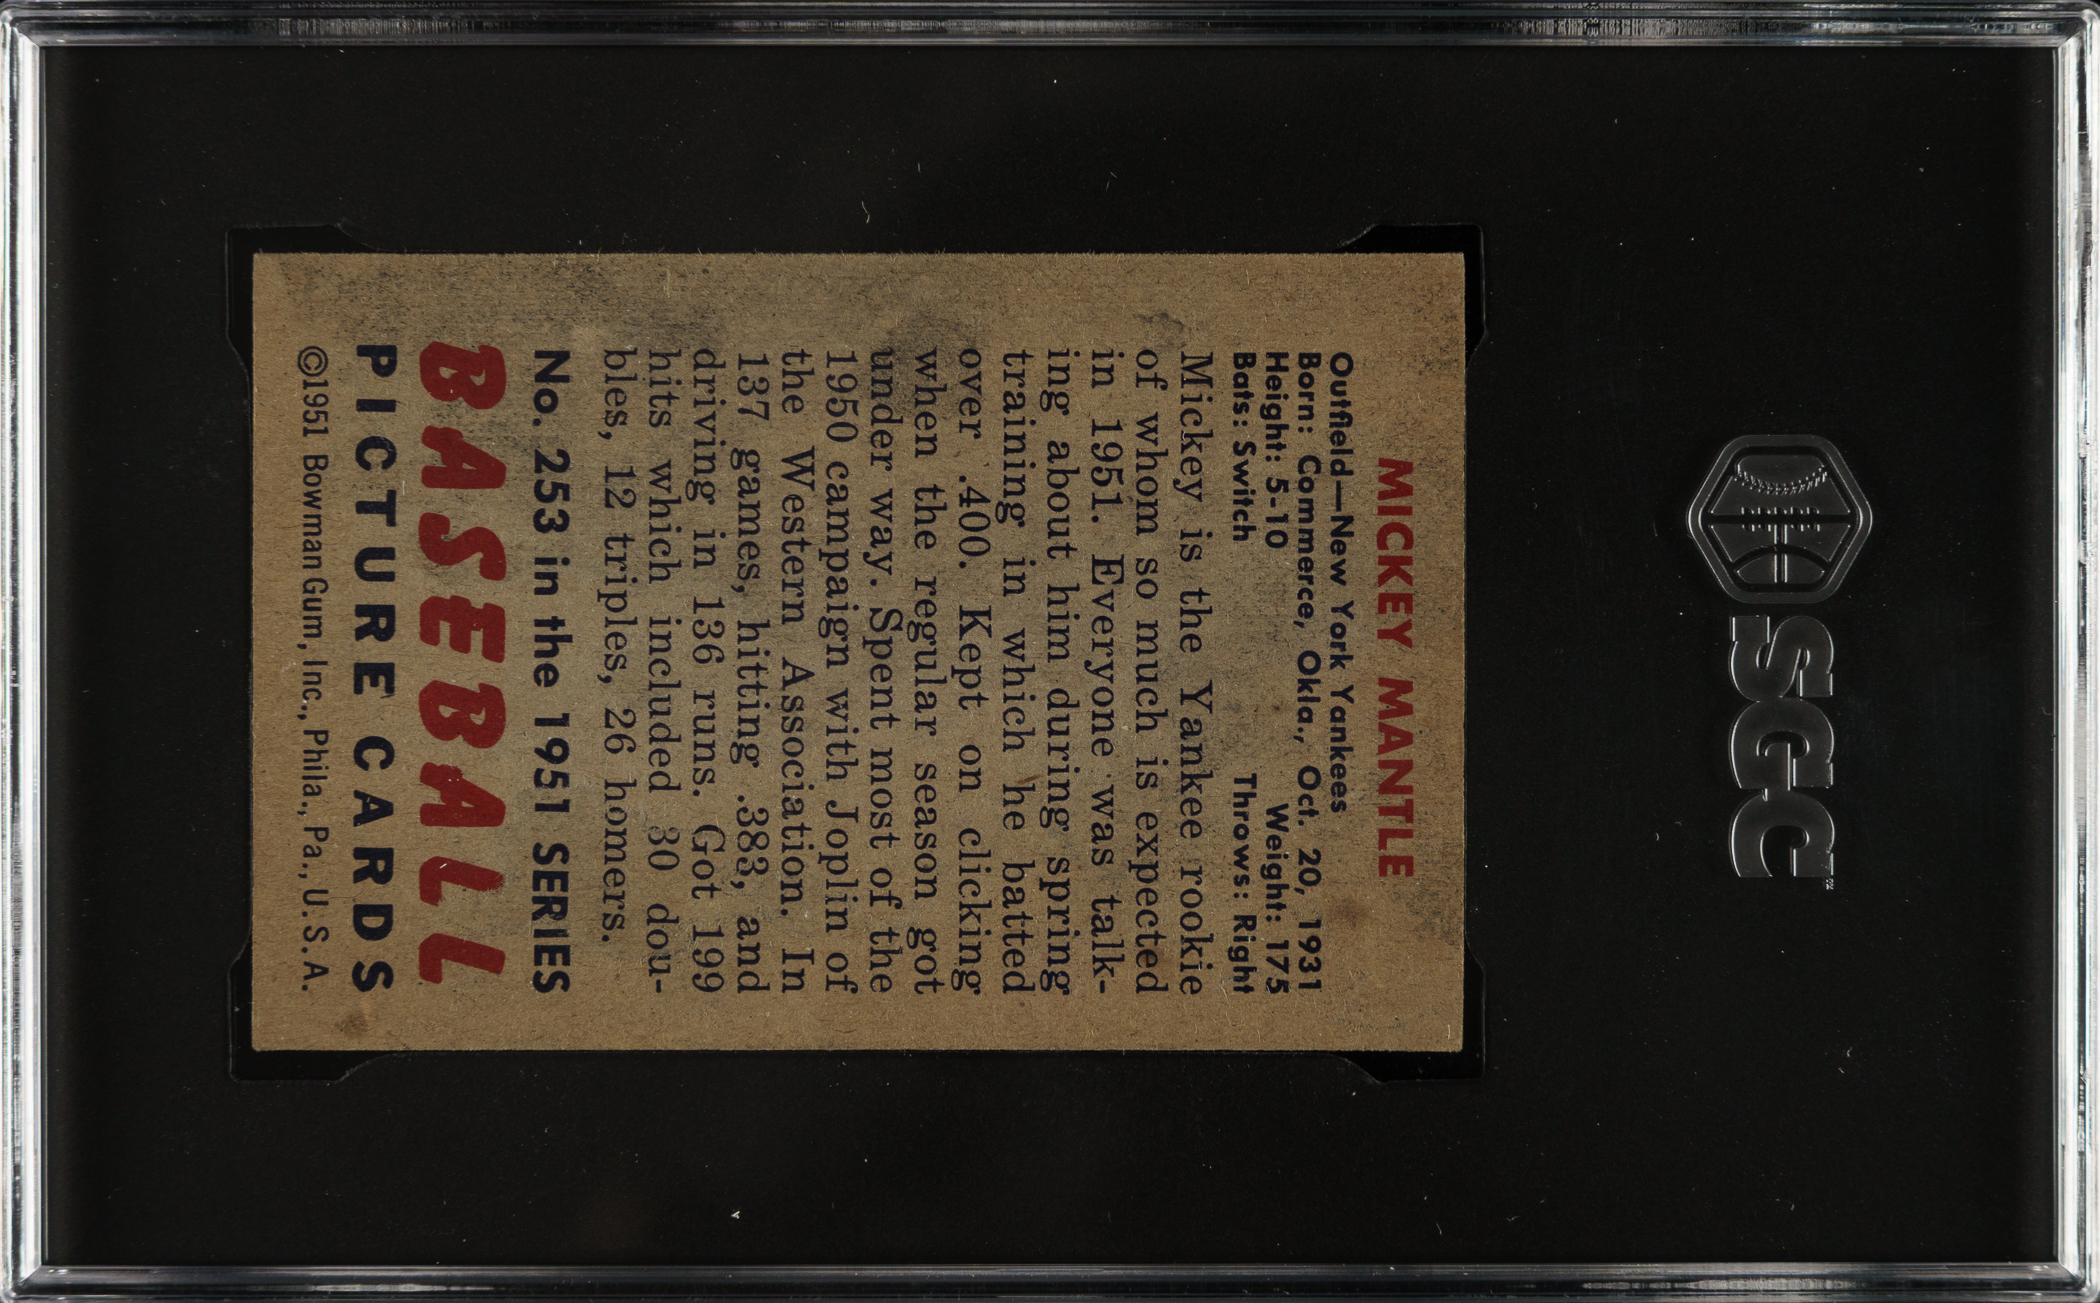 SGC™
MICKEY MANTLE
Outfield—New York Yankees
Born: Commerce, Okla., Oct. 20, 1931
Height: 5-10 Weight: 175
Bats: Switch Throws: Right
Mickey is the Yankee rookie
of whom so much is expected
in 1951. Everyone was talk-
ing about him during spring
training in which he batted
over .400. Kept on clicking
when the regular season got
under way. Spent most of the
1950 campaign with Joplin of
the Western Association. In
137 games, hitting .383, and
driving in 136 runs. Got 199
hits which included 30 dou-
bles, 12 triples, 26 homers.
No. 253 in the 1951 SERIES
BASEBALL
PICTURE CARDS
©1951 Bowman Gum, Inc., Phila., Pa., U.S.A.